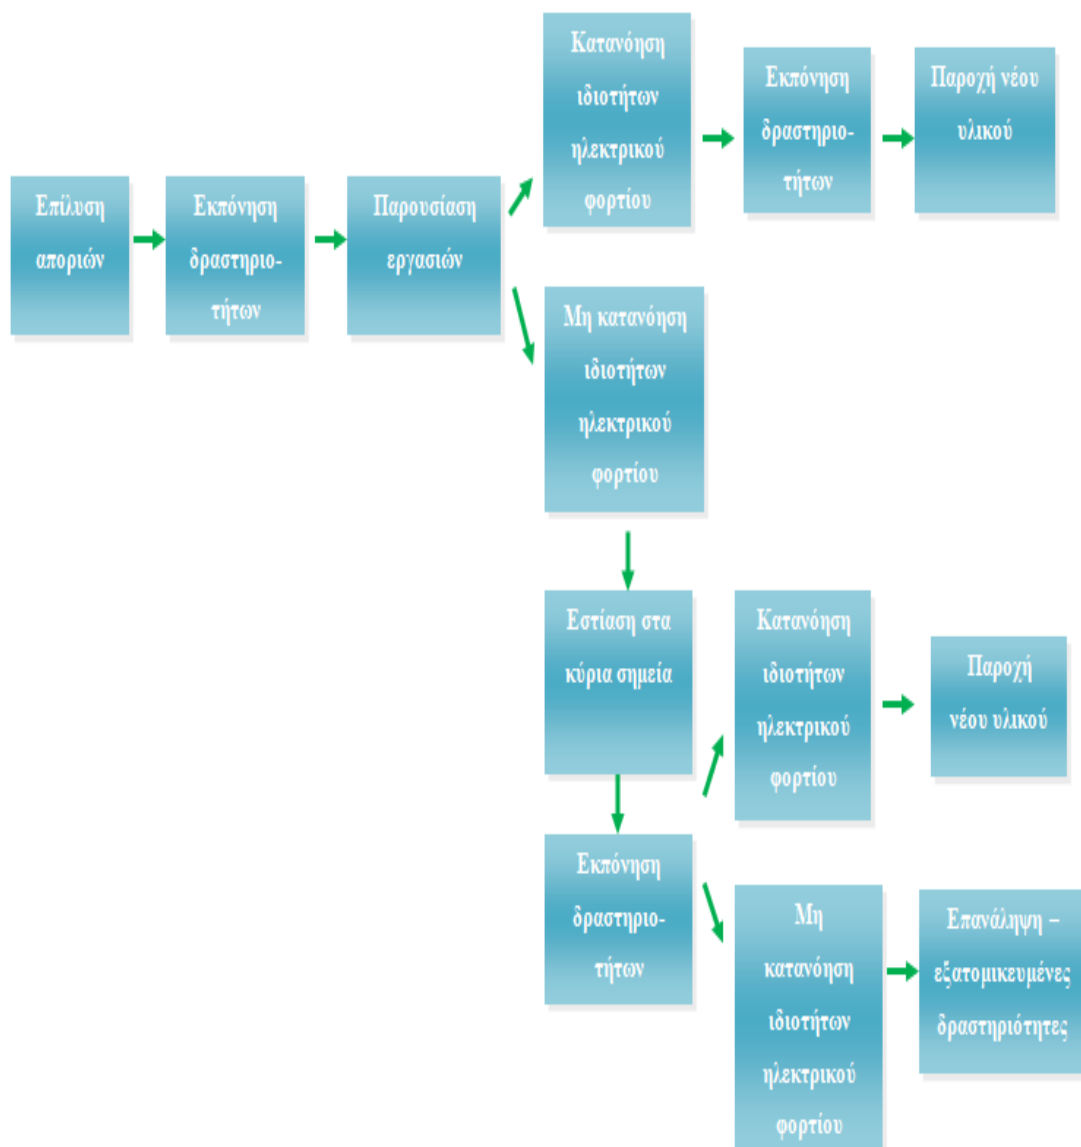 Επίλυση
αποριών
Εκπόνηση
δραστηριο-
τήτων
Παρουσίαση
εργασιών
Κατανόηση
ιδιοτήτων
ηλεκτρικού
φορτίου
Εκπόνηση
δραστηριο-
τήτων
Παροχή νέου
υλικού
Μη κατανόηση
ιδιοτήτων
ηλεκτρικού
φορτίου
Εστίαση στα
κύρια σημεία
Εκπόνηση
δραστηριο-
τήτων
Κατανόηση
ιδιοτήτων
ηλεκτρικού
φορτίου
Παροχή
νέου υλικού
Μη
κατανόηση
ιδιοτήτων
ηλεκτρικού
φορτίου
Επανάληψη –
εξατομικευμένες
δραστηριότητες